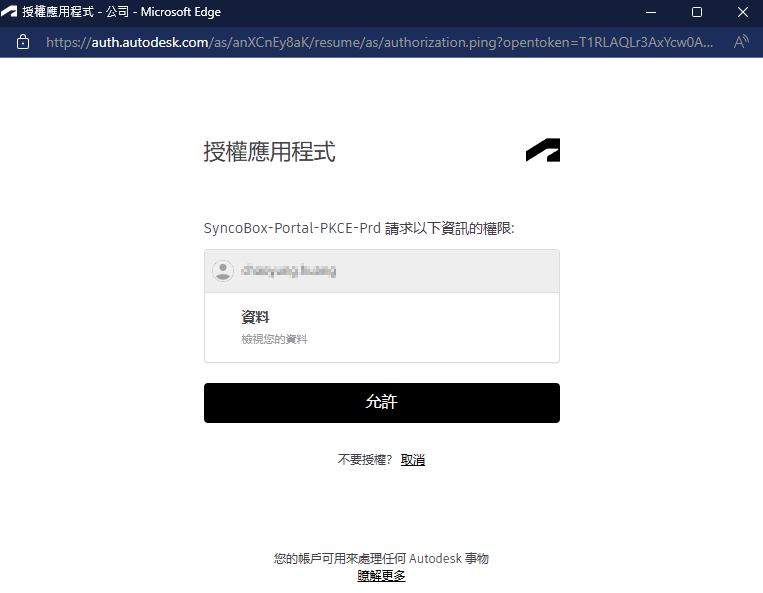 授權應用程式 - 公司 - Microsoft Edge
https://auth.autodesk.com/as/anXCnEy8aK/resume/as/authorization.ping?opentoken=T1RLAQLr3AxYcw0A...
授權應用程式
SyncoBox-Portal-PKCE-Prd 請求以下資訊的權限:
資料
檢視您的資料
允許
不要授權? 取消
您的帳戶可用來處理任何 Autodesk 事物
瞭解更多